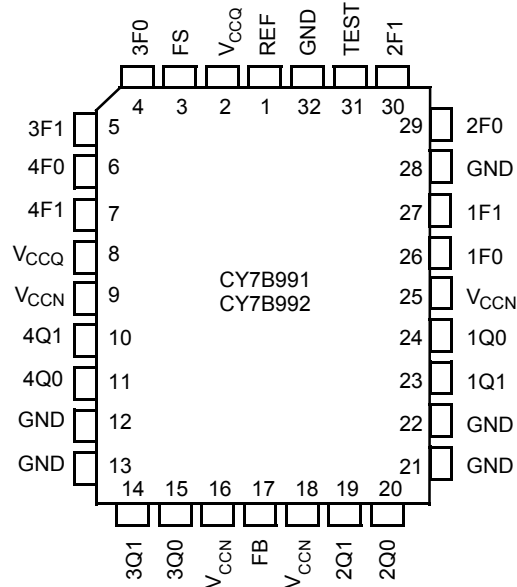 3F0 FS VCCQ REF GND TEST 2F1
4 3 2 1 32 31 30
3F1 5 29 2F0
4F0 6 28 GND
4F1 7 27 1F1
VCCQ 8 26 1F0
CY7B991
CY7B992
VCCN 9 25 VCCN
4Q1 10 24 1Q0
4Q0 11 23 1Q1
GND 12 22 GND
GND 13 21 GND
14 15 16 17 18 19 20
3Q1 3Q0 VCCN FB VCCN 2Q1 2Q0